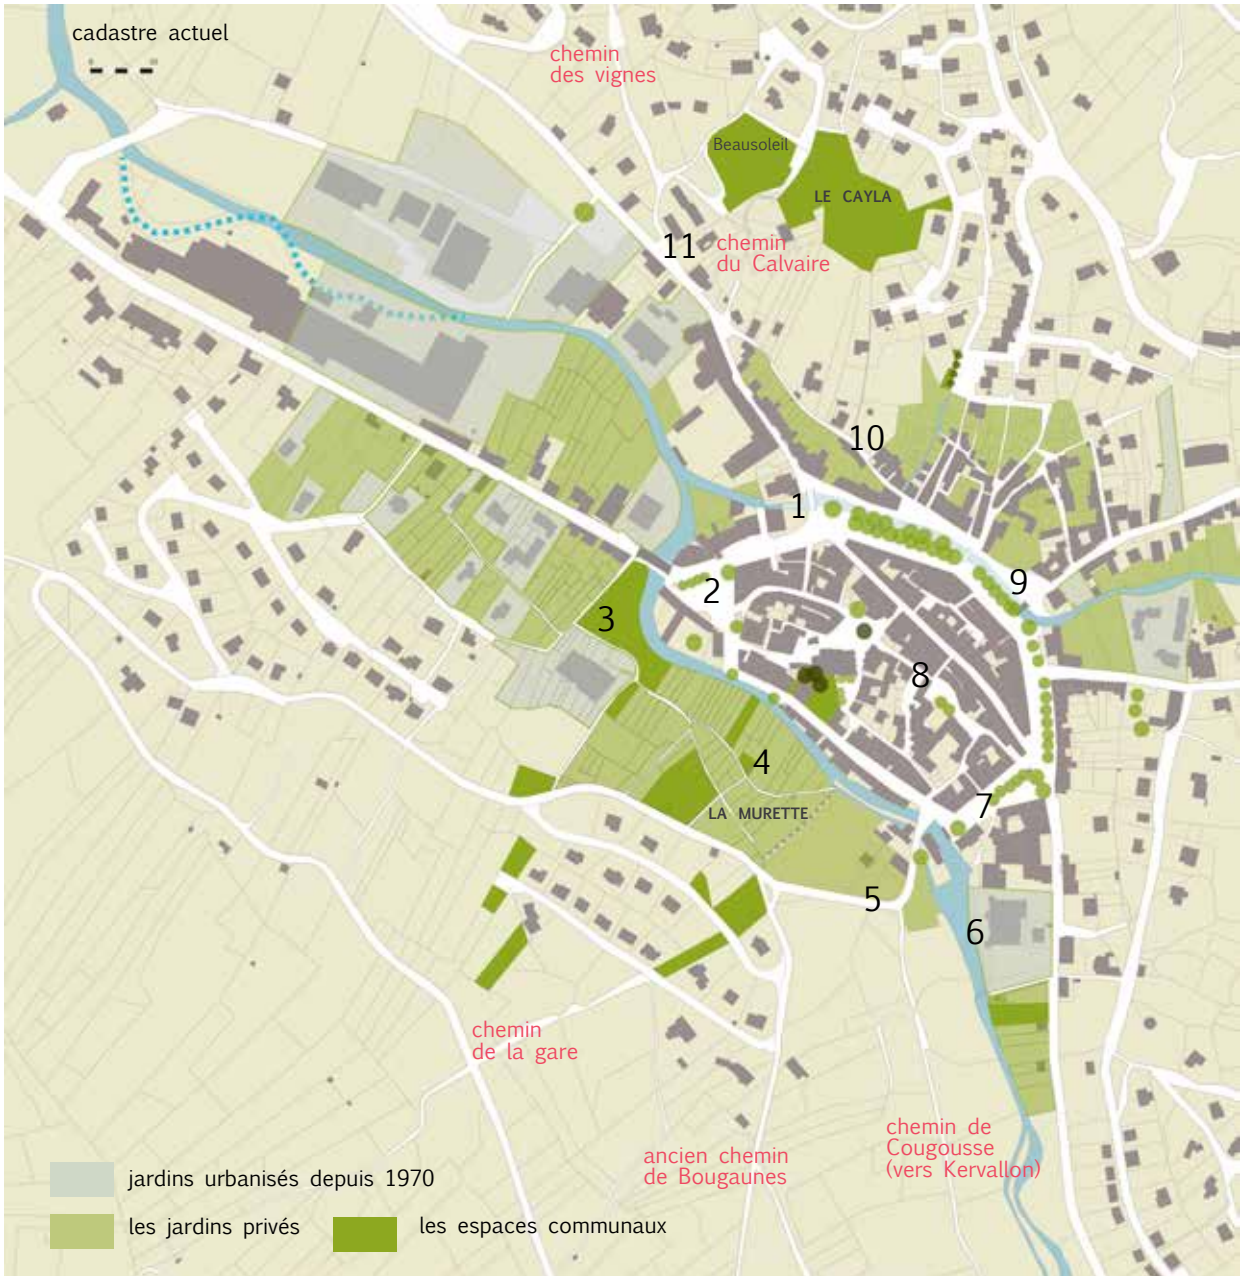 cadastre actuel
chemin
des vignes
Beausoleil
LE CAYLA
11
chemin
du Calvaire
10
1
9
2
3
8
4
LA MURETTE
7
5
6
chemin
de la gare
chemin de
Cougousse
(vers Kervallon)
ancien chemin
de Bougaunes
jardins urbanisés depuis 1970
les jardins privés
les espaces communaux